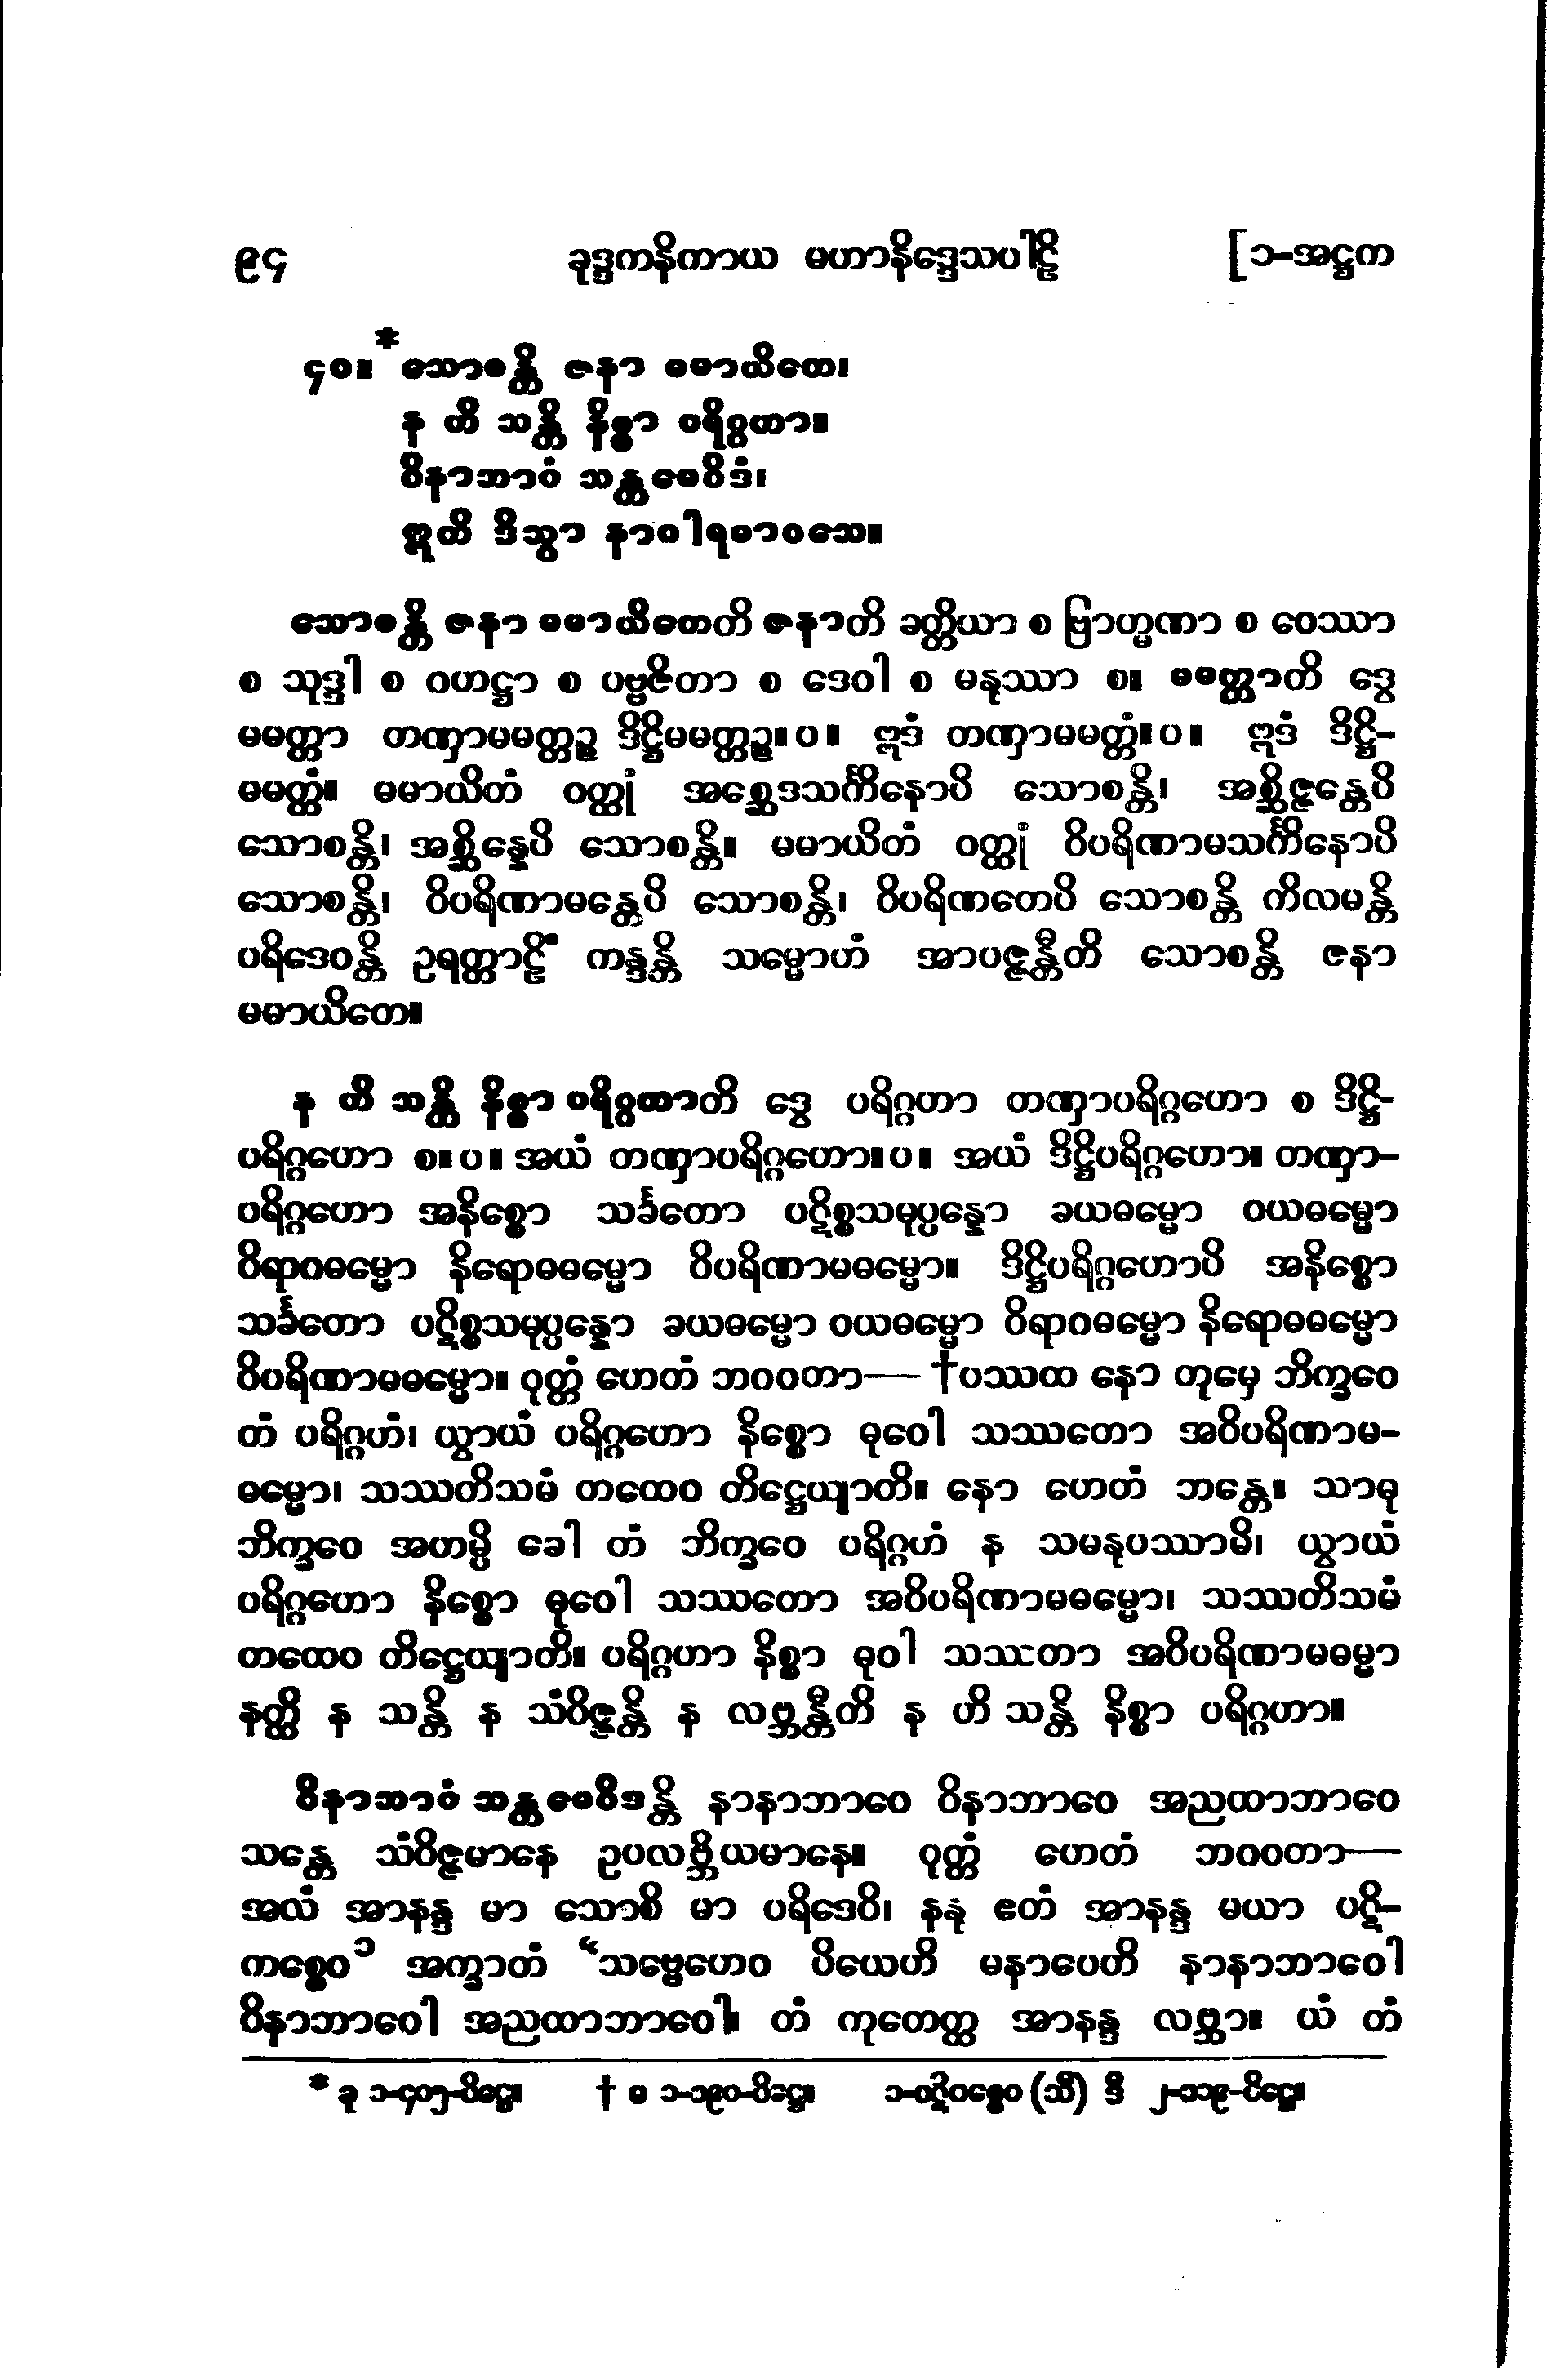 ၉၄ ခုဒ္ဒကနိကာယ မဟာနိဒ္ဒေသပါဠိ [၁-အဋ္ဌက
၄၀။ *သောစန္တိ ဇနာ မမာယိတေ၊
န ဟိ သန္တိ နိစ္စာ ပရိဂ္ဂဟာ။
ဝိနာဘာဝံ သန္တမေဝိဒံ၊
ဣတိ ဒိသွာ နာဂါရမာဝသေ။
သောစန္တိ ဇနာ မမာယိတေတိ ဇနာတိ ခတ္တိယာ စ ဗြာဟ္မဏာ စ ဝေဿာ
စ သုဒ္ဒါ စ ဂဟဋ္ဌာ စ ပဗ္ဗဇိတာ စ ဒေဝါ စ မနုဿာ စ။ မမတ္တာတိ ဒွေ
မမတ္တာ တဏှာမမတ္တဉ္စ ဒိဋ္ဌိမမတ္တဉ္စ။ပ။ ဣဒံ တဏှာမမတ္တံ။ပ။ ဣဒံ ဒိဋ္ဌိ-
မမတ္တံ။ မမာယိတံ ဝတ္ထုံ အစ္ဆေဒသင်္ကိနောပိ သောစန္တိ၊ အစ္ဆိဇ္ဇန္တေပိ
သောစန္တိ၊ အစ္ဆိန္နေပိ သောစန္တိ။ မမာယိတံ ဝတ္ထုံ ဝိပရိဏာမသင်္ကိနောပိ
သောစန္တိ၊ ဝိပရိဏာမန္တေပိ သောစန္တိ၊ ဝိပရိဏတေပိ သောစန္တိ ကိလမန္တိ
ပရိဒေဝန္တိ ဥရတ္တာဠိံ ကန္ဒန္တိ သမ္မောဟံ အာပဇ္ဇန္တီတိ သောစန္တိ ဇနာ
မမာယိတေ။
န ဟိ သန္တိ နိစ္စာ ပရိဂ္ဂဟာတိ ဒွေ ပရိဂ္ဂဟာ တဏှာပရိဂ္ဂဟော စ ဒိဋ္ဌိ-
ပရိဂ္ဂဟော စ။ပ။ အယံ တဏှာပရိဂ္ဂဟော။ပ။ အယံ ဒိဋ္ဌိပရိဂ္ဂဟော။ တဏှာ-
ပရိဂ္ဂဟော အနိစ္စော သင်္ခတော ပဋိစ္စသမုပ္ပန္နော ခယဓမ္မော ဝယဓမ္မော
ဝိရာဂဓမ္မော နိရောဓဓမ္မော ဝိပရိဏာမဓမ္မော။ ဒိဋ္ဌိပရိဂ္ဂဟောပိ အနိစ္စော
သင်္ခတော ပဋိစ္စသမုပ္ပန္နော ခယဓမ္မော ဝယဓမ္မော ဝိရာဂဓမ္မော နိရောဓဓမ္မော
ဝိပရိဏာမဓမ္မော။ ဝုတ္တံ ဟေတံ ဘဂဝတာ— †ပဿထ နော တုမှေ ဘိက္ခဝေ
တံ ပရိဂ္ဂဟံ၊ ယွာယံ ပရိဂ္ဂဟော နိစ္စော ဓုဝေါ သဿတော အဝိပရိဏာမ-
ဓမ္မော၊ သဿတိသမံ တထေဝ တိဋ္ဌေယျာတိ။ နော ဟေတံ ဘန္တေ။ သာဓု
ဘိက္ခဝေ အဟမ္ပိ ခေါ တံ ဘိက္ခဝေ ပရိဂ္ဂဟံ န သမနုပဿာမိ၊ ယွာယံ
ပရိဂ္ဂဟော နိစ္စော ဓုဝေါ သဿတော အဝိပရိဏာမဓမ္မော၊ သဿတိသမံ
တထေဝ တိဋ္ဌေယျာတိ။ ပရိဂ္ဂဟာ နိစ္စာ ဓုဝါ သဿတာ အဝိပရိဏာမဓမ္မာ
နတ္ထိ န သန္တိ န သံဝိဇ္ဇန္တိ န လဗ္ဘန္တီတိ န ဟိ သန္တိ နိစ္စာ ပရိဂ္ဂဟာ။
ဝိနာဘာဝံ သန္တမေဝိဒန္တိ နာနာဘာဝေ ဝိနာဘာဝေ အညထာဘာဝေ
သန္တေ သံဝိဇ္ဇမာနေ ဥပလဗ္ဘိယမာနေ။ ဝုတ္တံ ဟေတံ ဘဂဝတာ—
အလံ အာနန္ဒ မာ သောစိ မာ ပရိဒေဝိ၊ နနု ဧတံ အာနန္ဒ မယာ ပဋိ-
ကစ္စေဝ၁ အက္ခာတံ “သဗ္ဗေဟေဝ ပိယေဟိ မနာပေဟိ နာနာဘာဝေါ
ဝိနာဘာဝေါ အညထာဘာဝေါ။ တံ ကုတေတ္ထ အာနန္ဒ လဗ္ဘာ။ ယံ တံ
* ခု ၁-၄၀၅-ပိဋ္ဌေ။ † မ ၁-၁၉၀-ပိဋ္ဌေ။ ၁-ပဋိဂစ္စေဝ (သီ) ဒီ ၂-၁၁၉-ပိဋ္ဌေ။